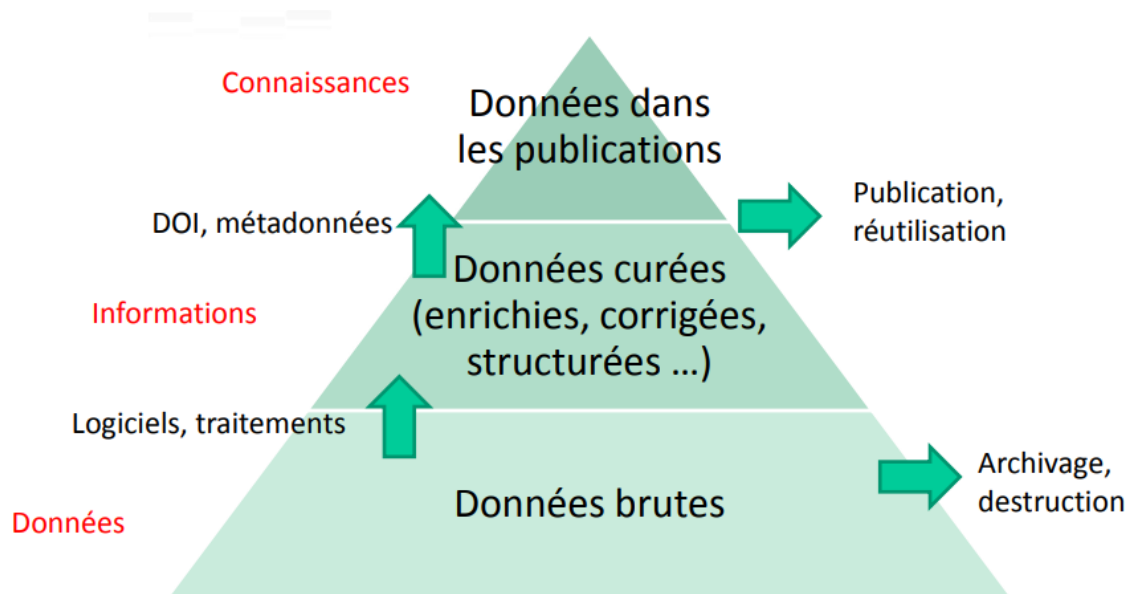 Connaissances
Données dans
les publications
DOI, métadonnées
Publication,
réutilisation
Données curées
(enrichies, corrigées,
structurées ...)
Informations
Logiciels, traitements
Données brutes
Archivage,
destruction
Données